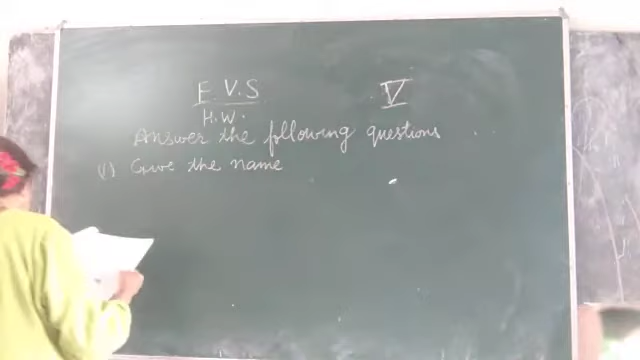 E.V.S V
H.W.
Answer the following questions
(1) Give the name